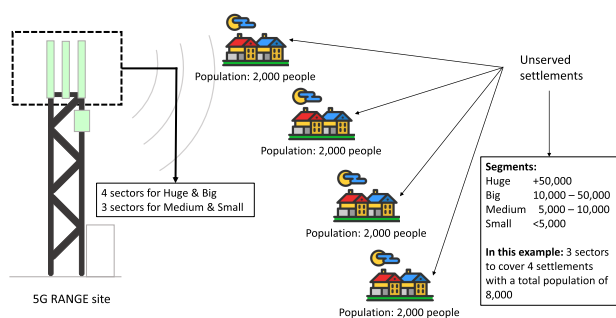 Population: 2,000 people
Population: 2,000 people
Population: 2,000 people
Population: 2,000 people
Unserved
settlements
4 sectors for Huge & Big
3 sectors for Medium & Small
5G RANGE site
Segments:
Huge +50,000
Big 10,000 – 50,000
Medium 5,000 – 10,000
Small <5,000
In this example: 3 sectors
to cover 4 settlements
with a total population of
8,000